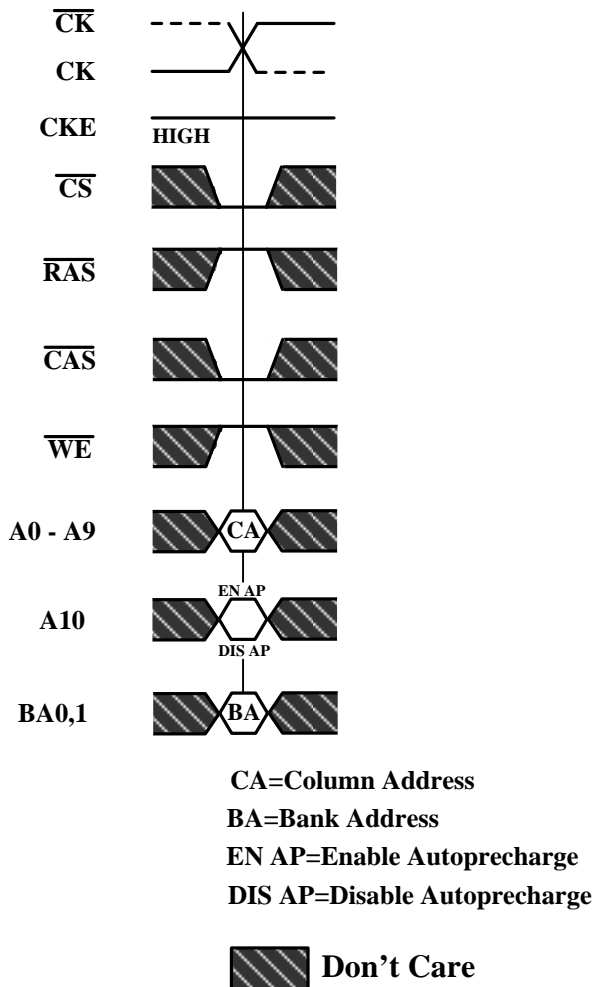 CK
CK
CKE
HIGH
CS
RAS
CAS
WE
A0 - A9
CA
EN AP
A10
DIS AP
BA0,1
BA
CA=Column Address
BA=Bank Address
EN AP=Enable Autoprecharge
DIS AP=Disable Autoprecharge
Don't Care